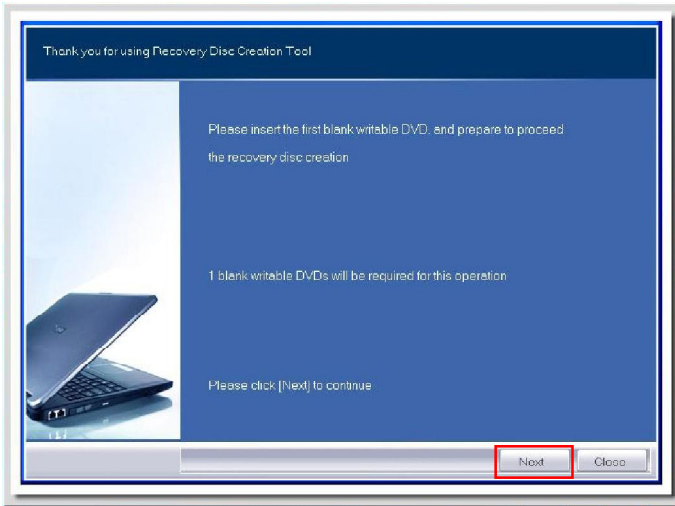 Thank you for using Recovery Disc Creation Tool
Please insert the first blank writable DVD, and prepare to proceed
the recovery disc creation
1 blank writable DVDs will be required for this operation
Please click [Next] to continue
Next
Close